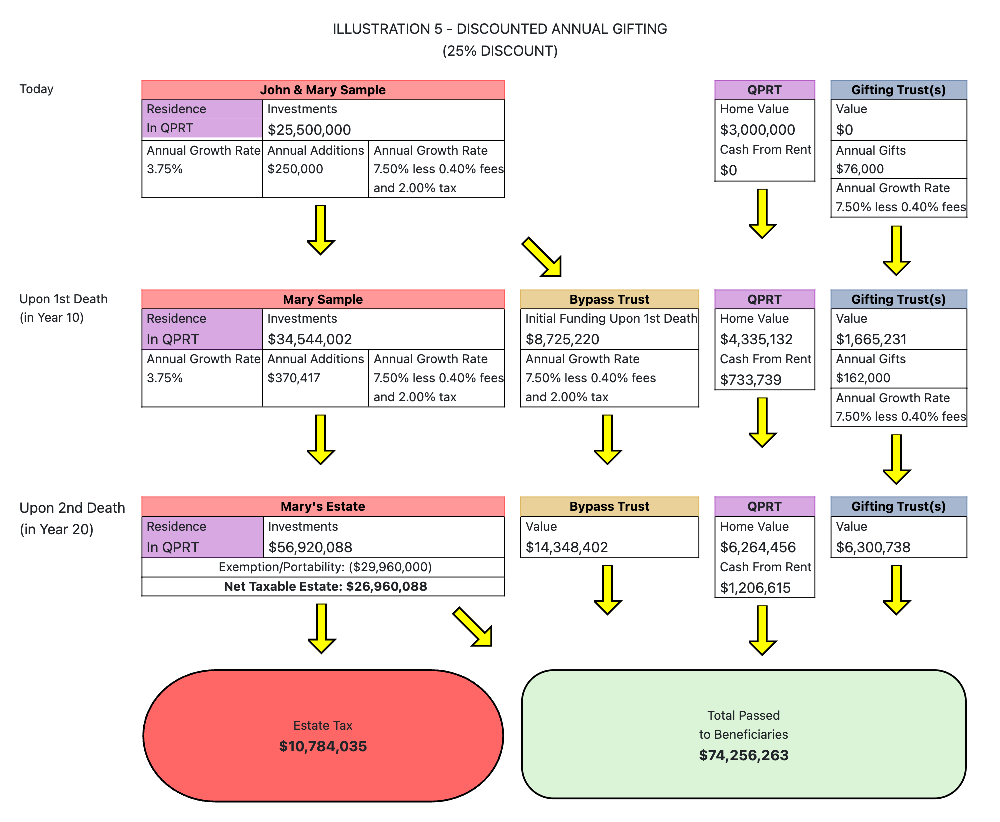 ILLUSTRATION 5 - DISCOUNTED ANNUAL GIFTING
(25% DISCOUNT)
Today
John & Mary Sample
Residence
In QPRT
Investments
$25,500,000
Annual Growth Rate
3.75%
Annual Additions
$250,000
Annual Growth Rate
7.50% less 0.40% fees
and 2.00% tax
QPRT
Home Value
$3,000,000
Cash From Rent
$0
Gifting Trust(s)
Value
$0
Annual Gifts
$76,000
Annual Growth Rate
7.50% less 0.40% fees
Upon 1st Death
(in Year 10)
Mary Sample
Residence
In QPRT
Investments
$34,544,002
Annual Growth Rate
3.75%
Annual Additions
$370,417
Annual Growth Rate
7.50% less 0.40% fees
and 2.00% tax
Bypass Trust
Initial Funding Upon 1st Death
$8,725,220
Annual Growth Rate
7.50% less 0.40% fees
and 2.00% tax
QPRT
Home Value
$4,335,132
Cash From Rent
$733,739
Gifting Trust(s)
Value
$1,665,231
Annual Gifts
$162,000
Annual Growth Rate
7.50% less 0.40% fees
Upon 2nd Death
(in Year 20)
Mary's Estate
Residence
In QPRT
Investments
$56,920,088
Exemption/Portability: ($29,960,000)
Net Taxable Estate: $26,960,088
Bypass Trust
Value
$14,348,402
QPRT
Home Value
$6,264,456
Cash From Rent
$1,206,615
Gifting Trust(s)
Value
$6,300,738
Estate Tax
$10,784,035
Total Passed
to Beneficiaries
$74,256,263